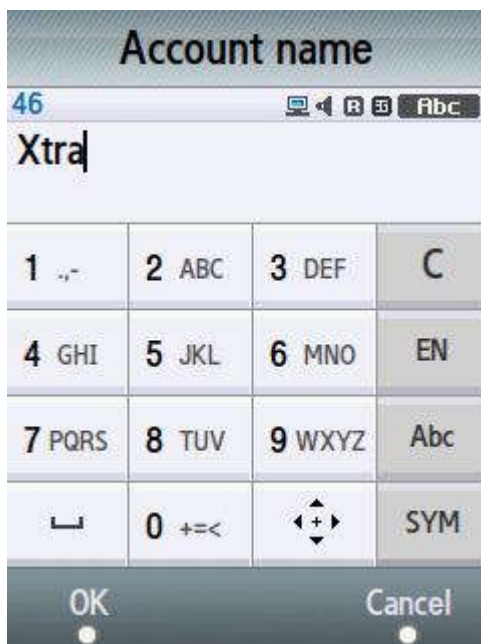 Account name
46 R Abc
Xtra
1 .,- 2 ABC 3 DEF C
4 GHI 5 JKL 6 MNO EN
7 PQRS 8 TUV 9 WXYZ Abc
0 +=< + SYM
OK Cancel